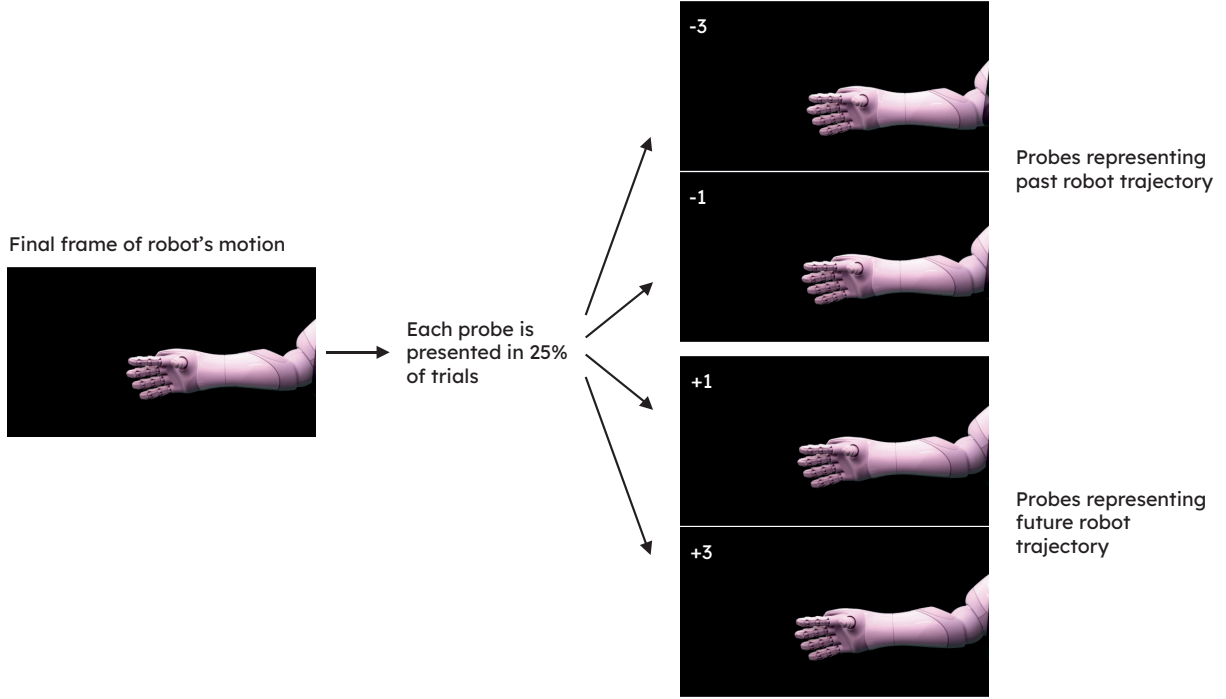 Final frame of robot’s motion
Each probe is
presented in 25%
of trials
-3
-1
Probes representing
past robot trajectory
+1
+3
Probes representing
future robot
trajectory